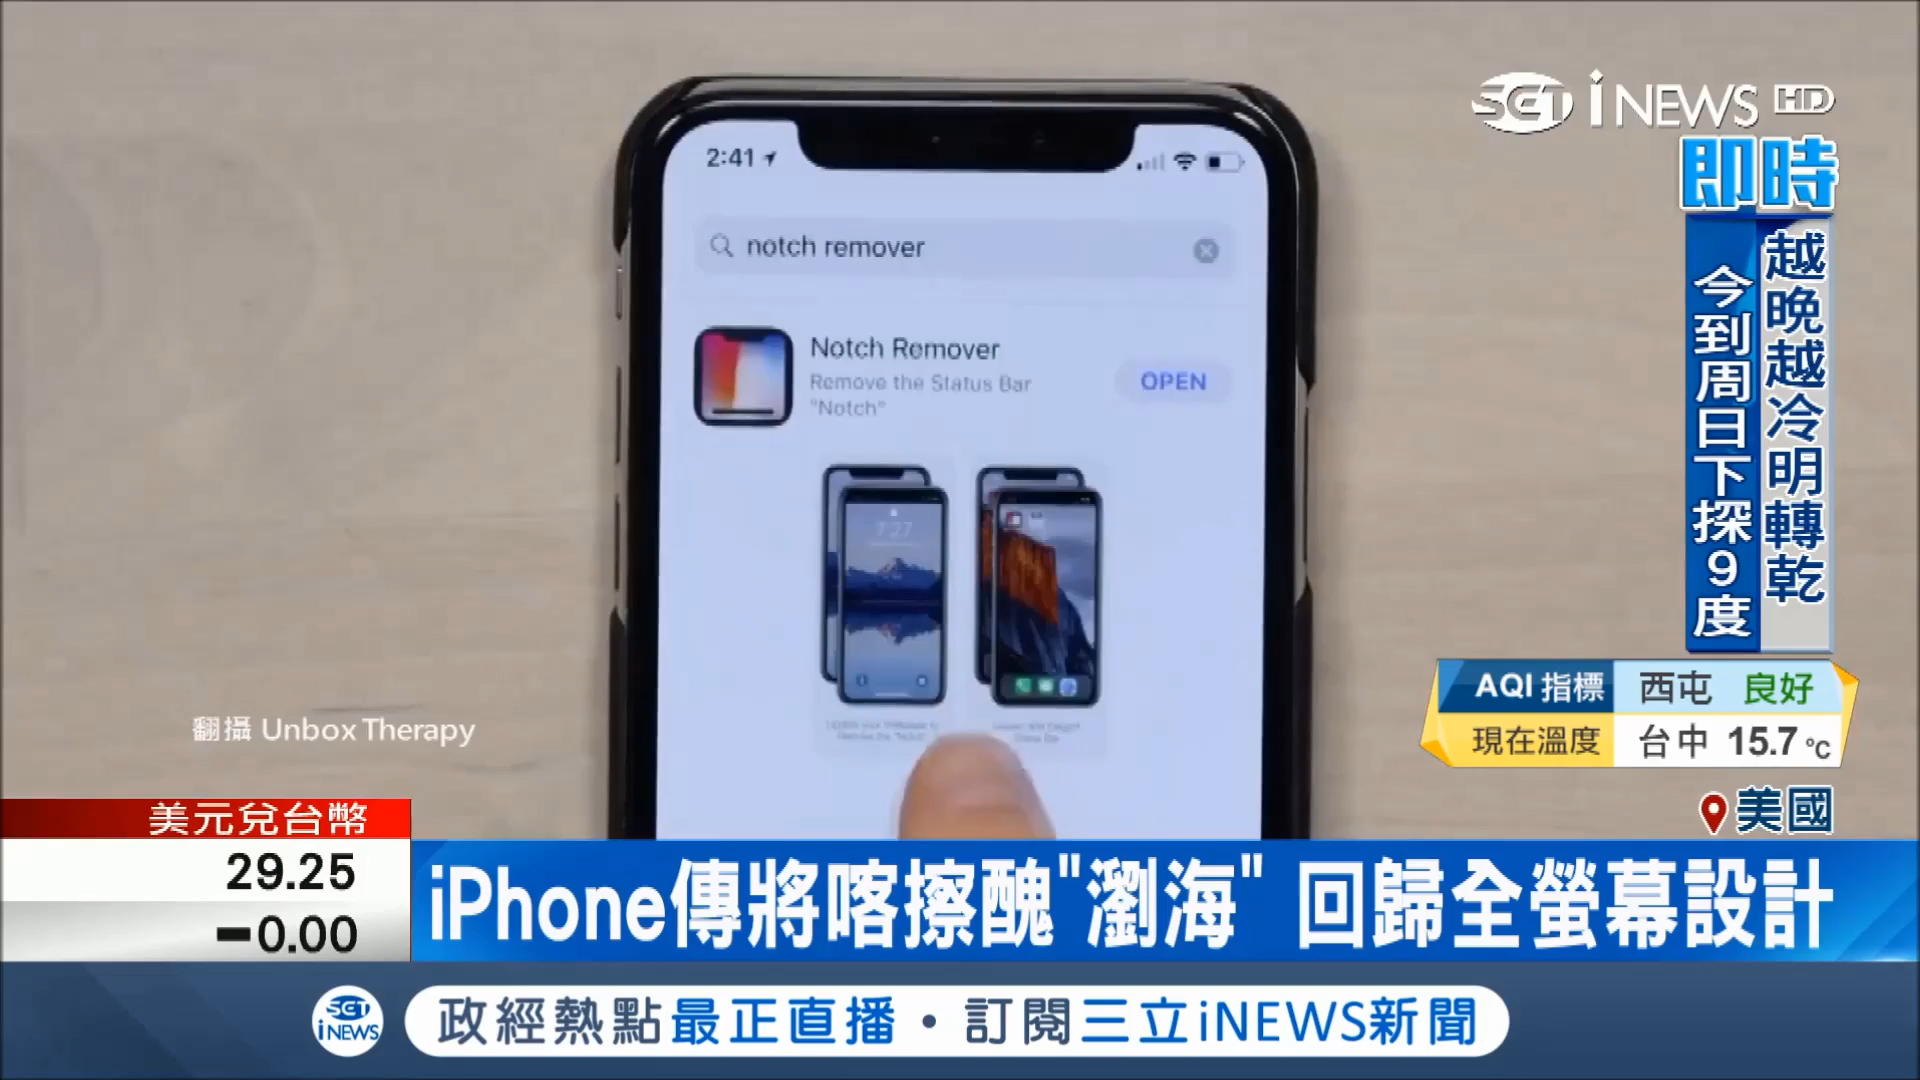 SET iNEWS HD
即時
越晚越冷明轉乾
今到周日下探9度
2:41
notch remover
Notch Remover
Remove the Status Bar
"Notch"
OPEN
7:27
翻攝 Unbox Therapy
AQI 指標 西屯 良好
現在溫度 台中 15.7 °C
美國
美元兌台幣
29.25
-0.00
iPhone傳將喀擦醜"瀏海" 回歸全螢幕設計
SET iNEWS
政經熱點最正直播・訂閱三立iNEWS新聞